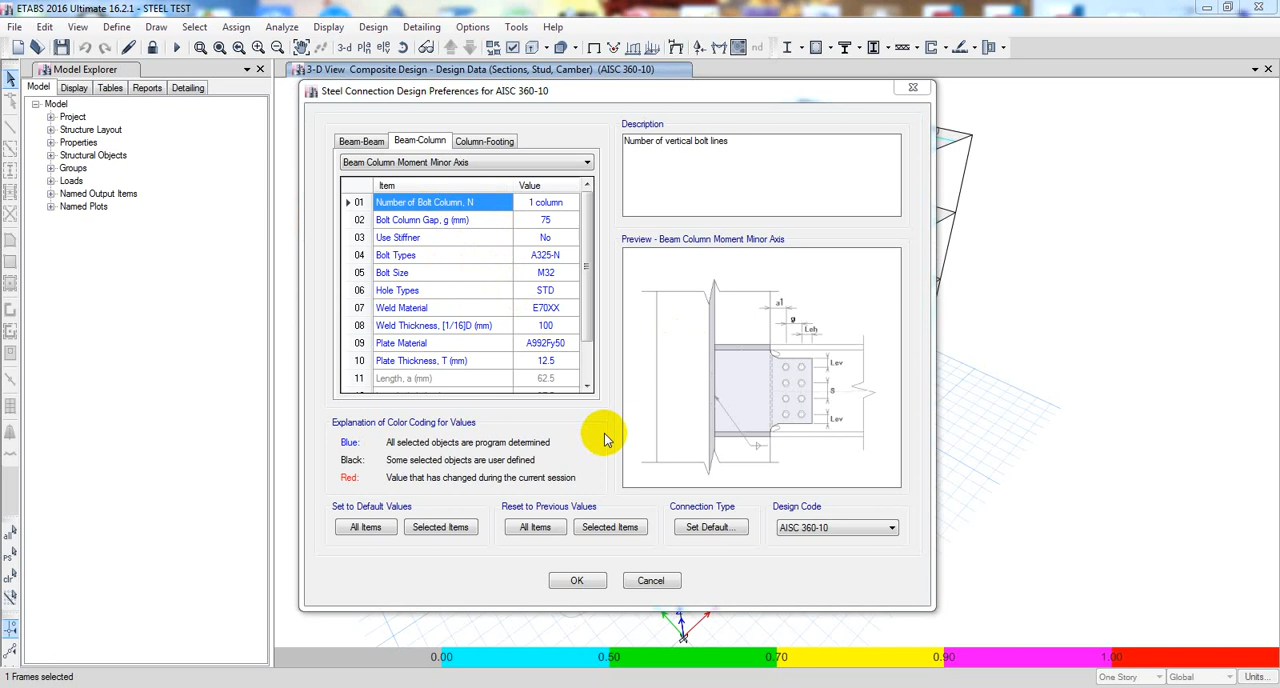 ETABS 2016 Ultimate 16.2.1 - STEEL TEST
File Edit View Define Draw Select Assign Analyze Display Design Detailing Options Tools Help
3-d
nd
Model Explorer
3-D View Composite Design - Design Data (Sections, Stud, Camber) (AISC 360-10)
Model Display Tables Reports Detailing
Model
Project
Structure Layout
Properties
Structural Objects
Groups
Loads
Named Output Items
Named Plots
Steel Connection Design Preferences for AISC 360-10
Beam-Beam Beam-Column Column-Footing
Beam Column Moment Minor Axis
Item Value
01 Number of Bolt Column, N 1 column
02 Bolt Column Gap, g (mm) 75
03 Use Stiffner No
04 Bolt Types A325-N
05 Bolt Size M32
06 Hole Types STD
07 Weld Material E70XX
08 Weld Thickness, [1/16]D (mm) 100
09 Plate Material A992Fy50
10 Plate Thickness, T (mm) 12.5
11 Length, a (mm) 62.5
Description
Number of vertical bolt lines
Preview - Beam Column Moment Minor Axis
a1
g
Leh
Lev
S
Lev
Explanation of Color Coding for Values
Blue: All selected objects are program determined
Black: Some selected objects are user defined
Red: Value that has changed during the current session
Set to Default Values
All Items Selected Items
Reset to Previous Values
All Items Selected Items
Connection Type
Set Default...
Design Code
AISC 360-10
OK Cancel
all
PS
clr
0.00 0.50 0.70 0.90 1.00
1 Frames selected
One Story Global Units...